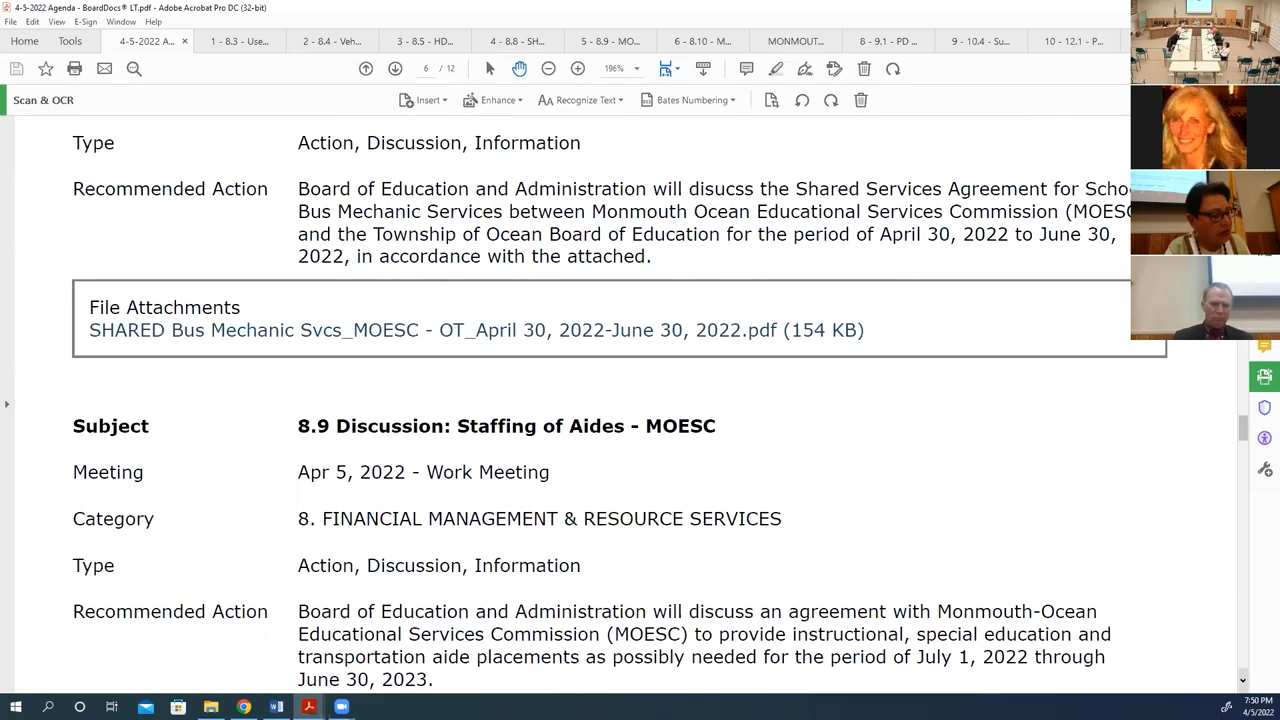 4-5-2022 Agenda - BoardDocs® LT.pdf - Adobe Acrobat Pro DC (32-bit)
File Edit View E-Sign Window Help
Home Tools 4-5-2022 A... × 1 - 8.3 - Use... 2 - 8.4 - Veh... 3 - 8.5 - HD... 8.8 - SH... 5 - 8.9 - MO... 6 - 8.10 - M... MONMOUT... 8 - 9.1 - PD ... 10.4 - Su... 10 - 12.1 - P...
6 / 12 196%
Scan & OCR Insert Enhance Recognize Text Bates Numbering
Type Action, Discussion, Information
Recommended Action Board of Education and Administration will disucss the Shared Services Agreement for Scho
Bus Mechanic Services between Monmouth Ocean Educational Services Commission (MOESC
and the Township of Ocean Board of Education for the period of April 30, 2022 to June 30,
2022, in accordance with the attached.
File Attachments
SHARED Bus Mechanic Svcs_MOESC - OT_April 30, 2022-June 30, 2022.pdf (154 KB)
Subject 8.9 Discussion: Staffing of Aides - MOESC
Meeting Apr 5, 2022 - Work Meeting
Category 8. FINANCIAL MANAGEMENT & RESOURCE SERVICES
Type Action, Discussion, Information
Recommended Action Board of Education and Administration will discuss an agreement with Monmouth-Ocean
Educational Services Commission (MOESC) to provide instructional, special education and
transportation aide placements as possibly needed for the period of July 1, 2022 through
June 30, 2023.
7:50 PM
4/5/2022